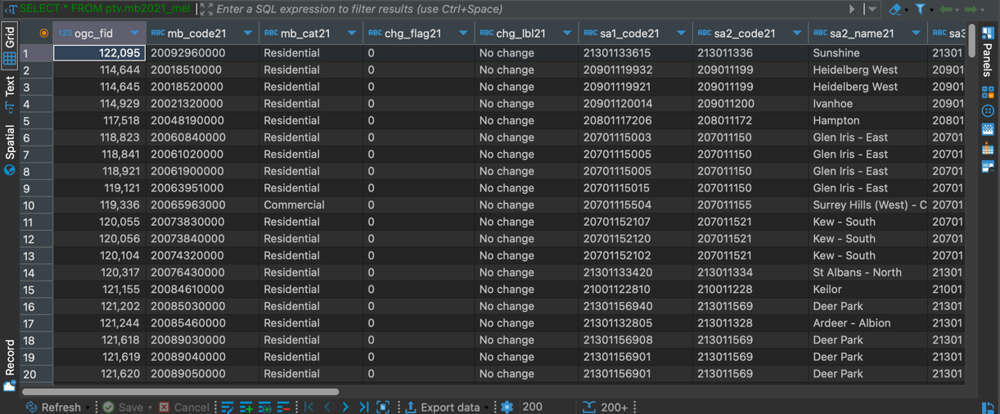 SELECT * FROM ptv.mb2021_mel Enter a SQL expression to filter results (use Ctrl+Space)
Grid
Text
Spatial
Record
Panels
123 ogc_fid ABC mb_code21 ABC mb_cat21 ABC chg_flag21 ABC chg_lbl21 ABC sa1_code21 ABC sa2_code21 ABC sa2_name21 ABC sa3
1 122,095 20092960000 Residential 0 No change 21301133615 213011336 Sunshine 21301
2 114,644 20018510000 Residential 0 No change 20901119932 209011199 Heidelberg West 20901
3 114,645 20018520000 Residential 0 No change 20901119921 209011199 Heidelberg West 20901
4 114,929 20021320000 Residential 0 No change 20901120014 209011200 Ivanhoe 20901
5 117,518 20048190000 Residential 0 No change 20801117206 208011172 Hampton 20801
6 118,823 20060840000 Residential 0 No change 20701115003 207011150 Glen Iris - East 20701
7 118,841 20061020000 Residential 0 No change 20701115005 207011150 Glen Iris - East 20701
8 118,921 20061900000 Residential 0 No change 20701115005 207011150 Glen Iris - East 20701
9 119,121 20063951000 Residential 0 No change 20701115015 207011150 Glen Iris - East 20701
10 119,336 20065963000 Commercial 0 No change 20701115504 207011155 Surrey Hills (West) - C 20701
11 120,055 20073830000 Residential 0 No change 20701152107 207011521 Kew - South 20701
12 120,056 20073840000 Residential 0 No change 20701152120 207011521 Kew - South 20701
13 120,104 20074320000 Residential 0 No change 20701152102 207011521 Kew - South 20701
14 120,317 20076430000 Residential 0 No change 21301133420 213011334 St Albans - North 21301
15 121,155 20084610000 Residential 0 No change 21001122810 210011228 Keilor 21001
16 121,202 20085030000 Residential 0 No change 21301156940 213011569 Deer Park 21301
17 121,244 20085460000 Residential 0 No change 21301132805 213011328 Ardeer - Albion 21301
18 121,618 20089030000 Residential 0 No change 21301156908 213011569 Deer Park 21301
19 121,619 20089040000 Residential 0 No change 21301156901 213011569 Deer Park 21301
20 121,620 20089050000 Residential 0 No change 21301156901 213011569 Deer Park 21301
Refresh Save Cancel Export data 200 200+